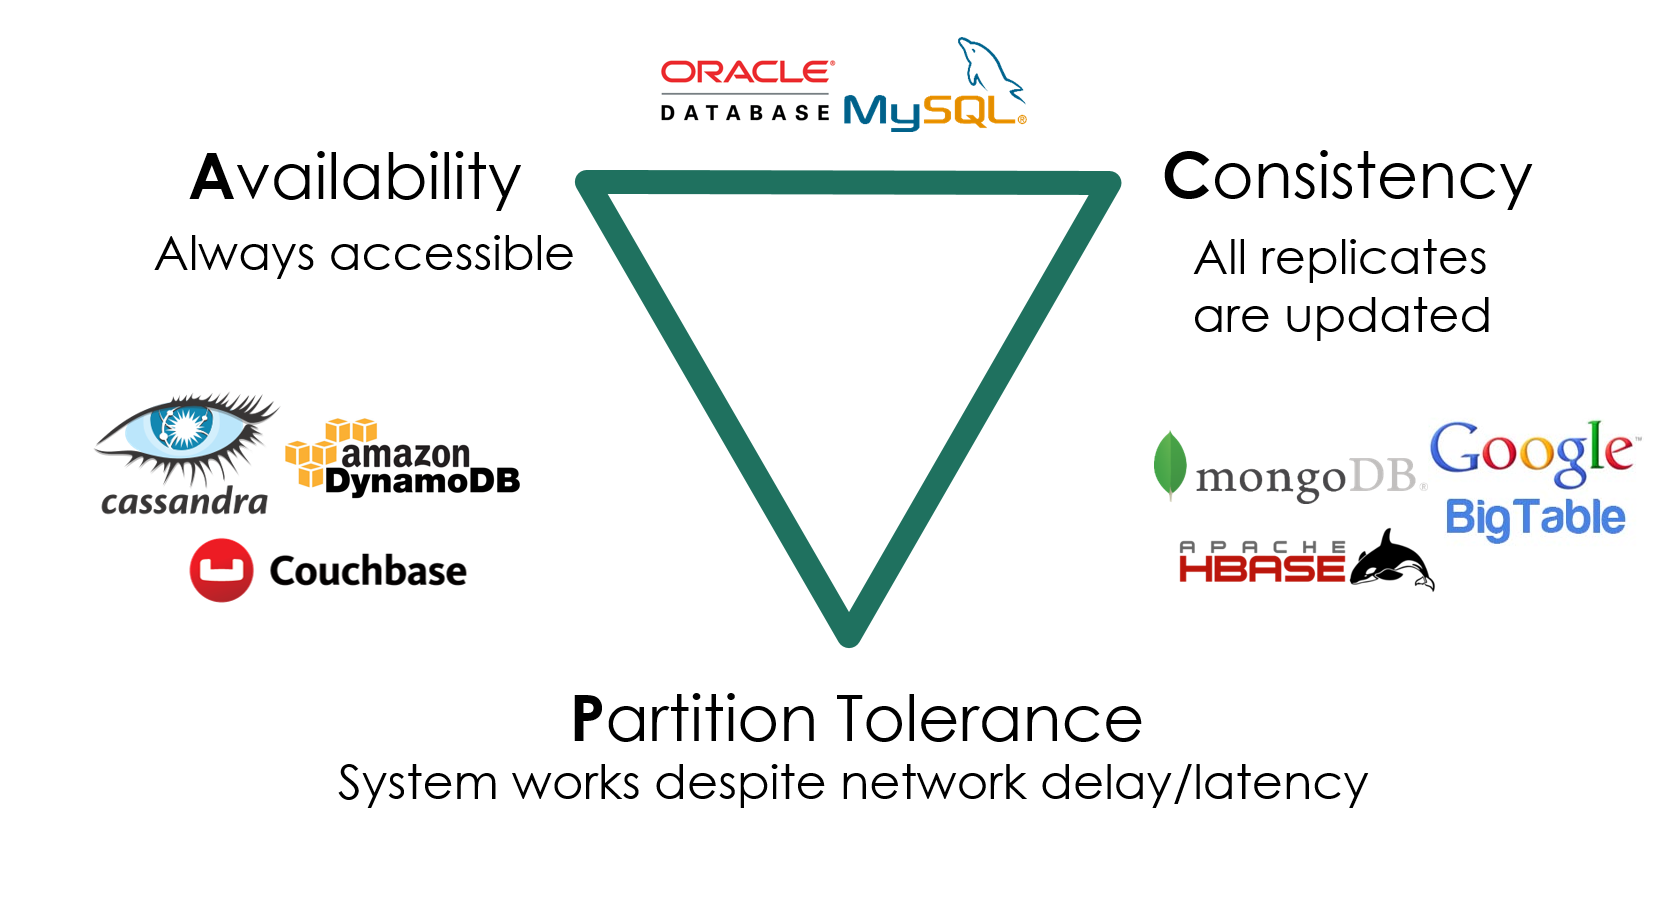 ORACLE®
DATABASE
MySQL®
Availability
Always accessible
Consistency
All replicates
are updated
cassandra
amazon
DynamoDB
Couchbase
mongoDB®
Google™
BigTable
APACHE
HBASE
Partition Tolerance
System works despite network delay/latency